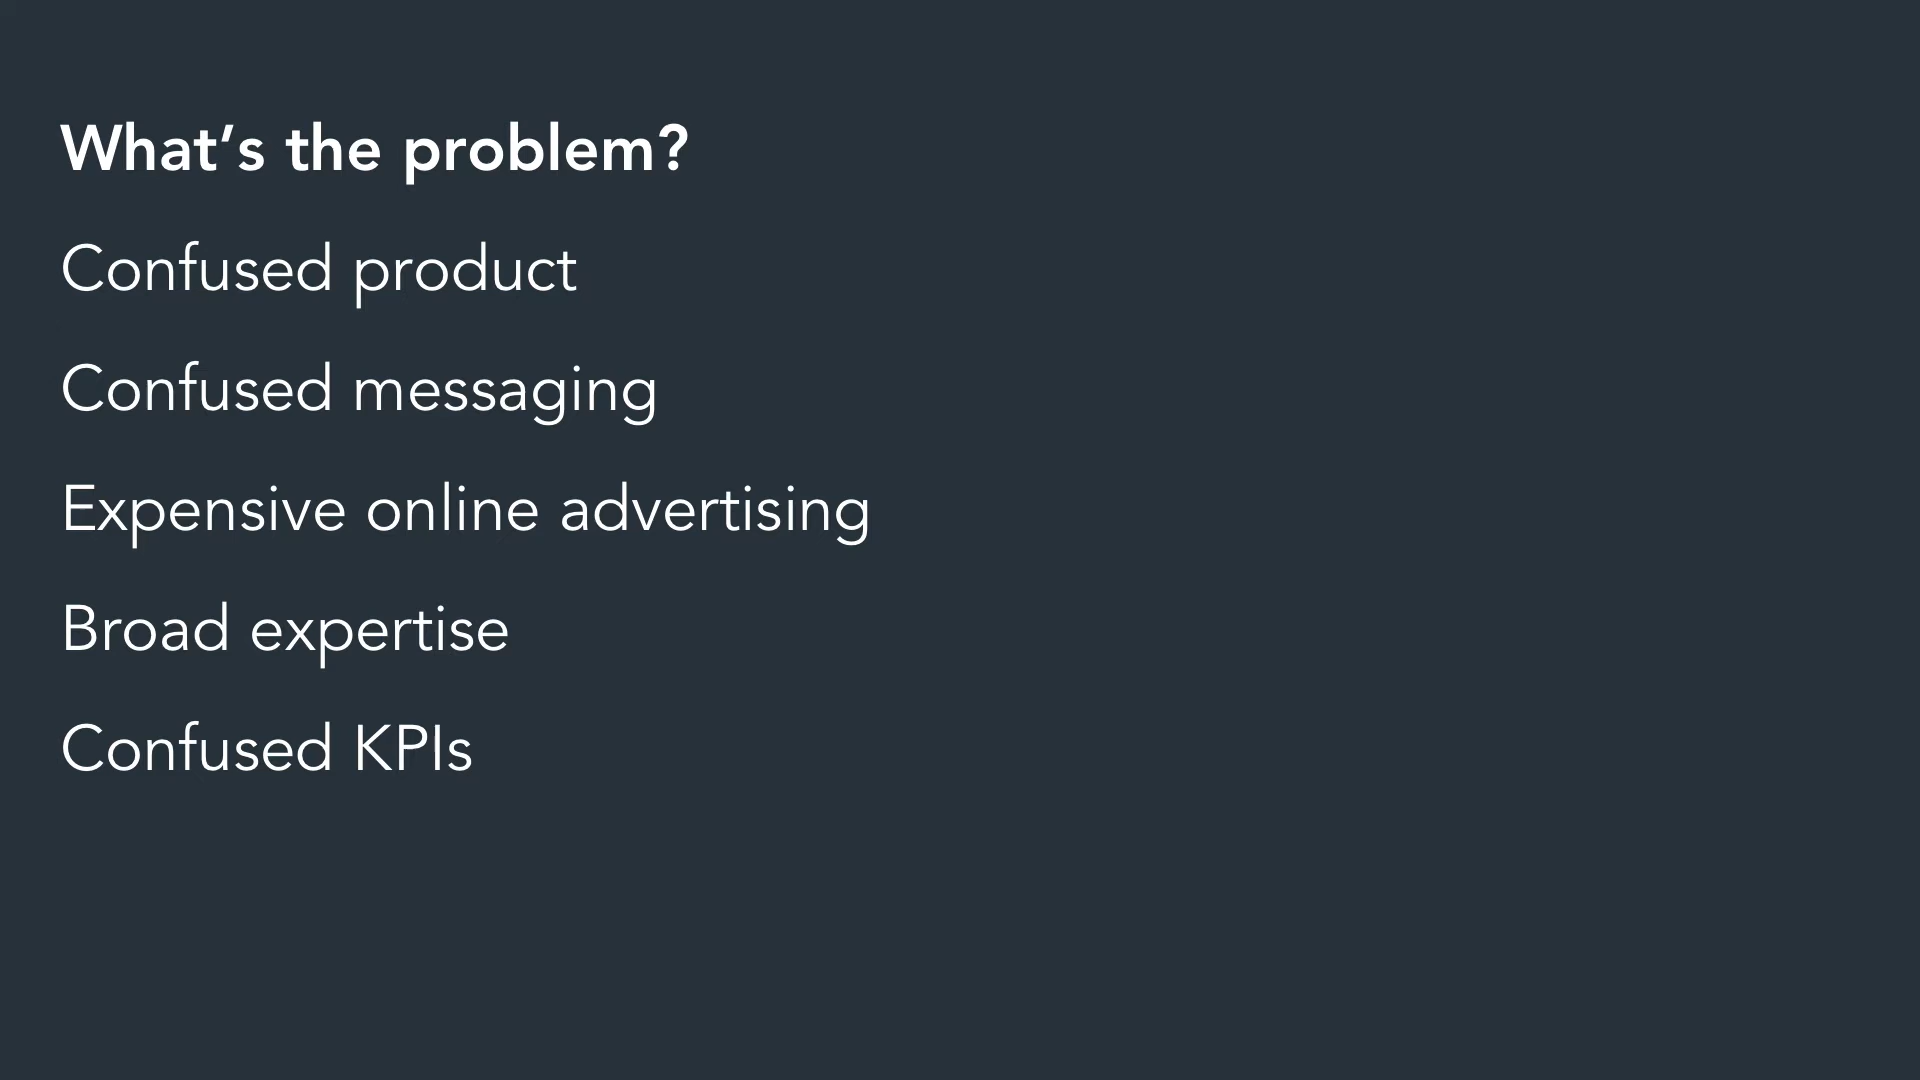 What’s the problem?
Confused product
Confused messaging
Expensive online advertising
Broad expertise
Confused KPIs